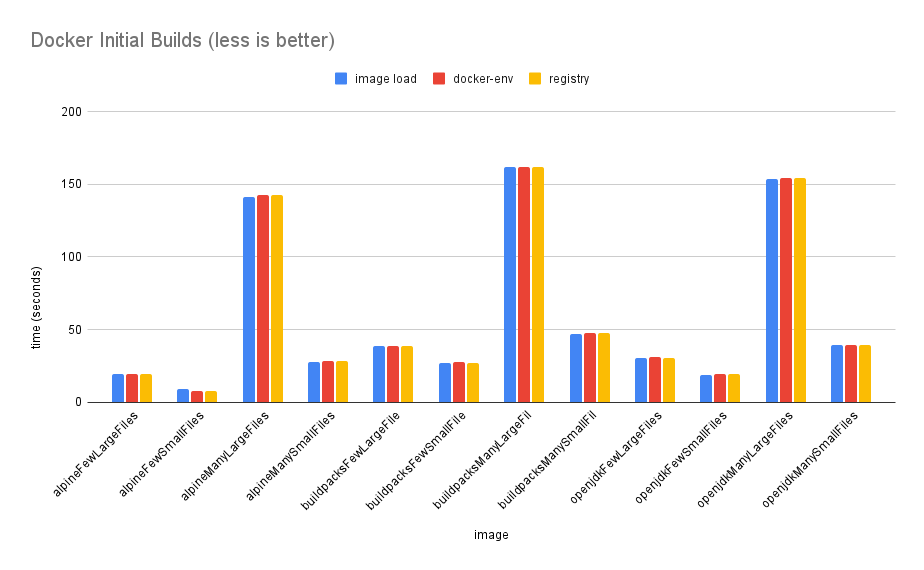 Docker Initial Builds (less is better)
image load
docker-env
registry
200
150
100
50
0
time (seconds)
alpineFewLargeFiles
alpineFewSmallFiles
alpineManyLargeFiles
alpineManySmallFiles
buildpacksFewLargeFile
buildpacksFewSmallFile
buildpacksManyLargeFil
buildpacksManySmallFil
openjdkFewLargeFiles
openjdkFewSmallFiles
openjdkManyLargeFiles
openjdkManySmallFiles
image